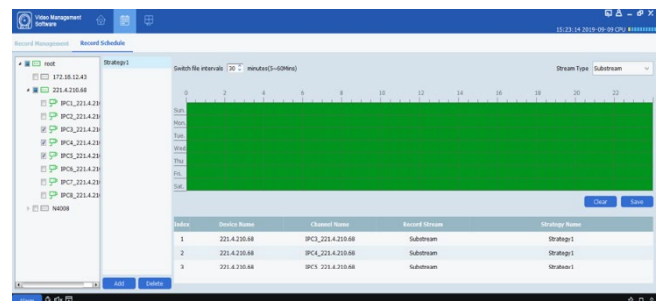 Video Management
Software
15:23:14 2019-09-09 CPU
Record Management Record Schedule
root
172.18.12.43
221.4.210.68
IPC1_221.4.21
IPC2_221.4.21
IPC3_221.4.21
IPC4_221.4.21
IPC5_221.4.21
IPC6_221.4.21
IPC7_221.4.21
IPC8_221.4.21
N4008
Strategy1
Add Delete
Switch file intervals 30 minutes(5~60Mins)
Stream Type Substream
0 2 4 6 8 10 12 14 16 18 20 22
Sun.
Mon.
Tue.
Wed
Thu
Fri.
Sat.
Clear Save
Index Device Name Channel Name Record Stream Strategy Name
1 221.4.210.68 IPC3_221.4.210.68 Substream Strategy1
2 221.4.210.68 IPC4_221.4.210.68 Substream Strategy1
3 221.4.210.68 IPC5_221.4.210.68 Substream Strategy1